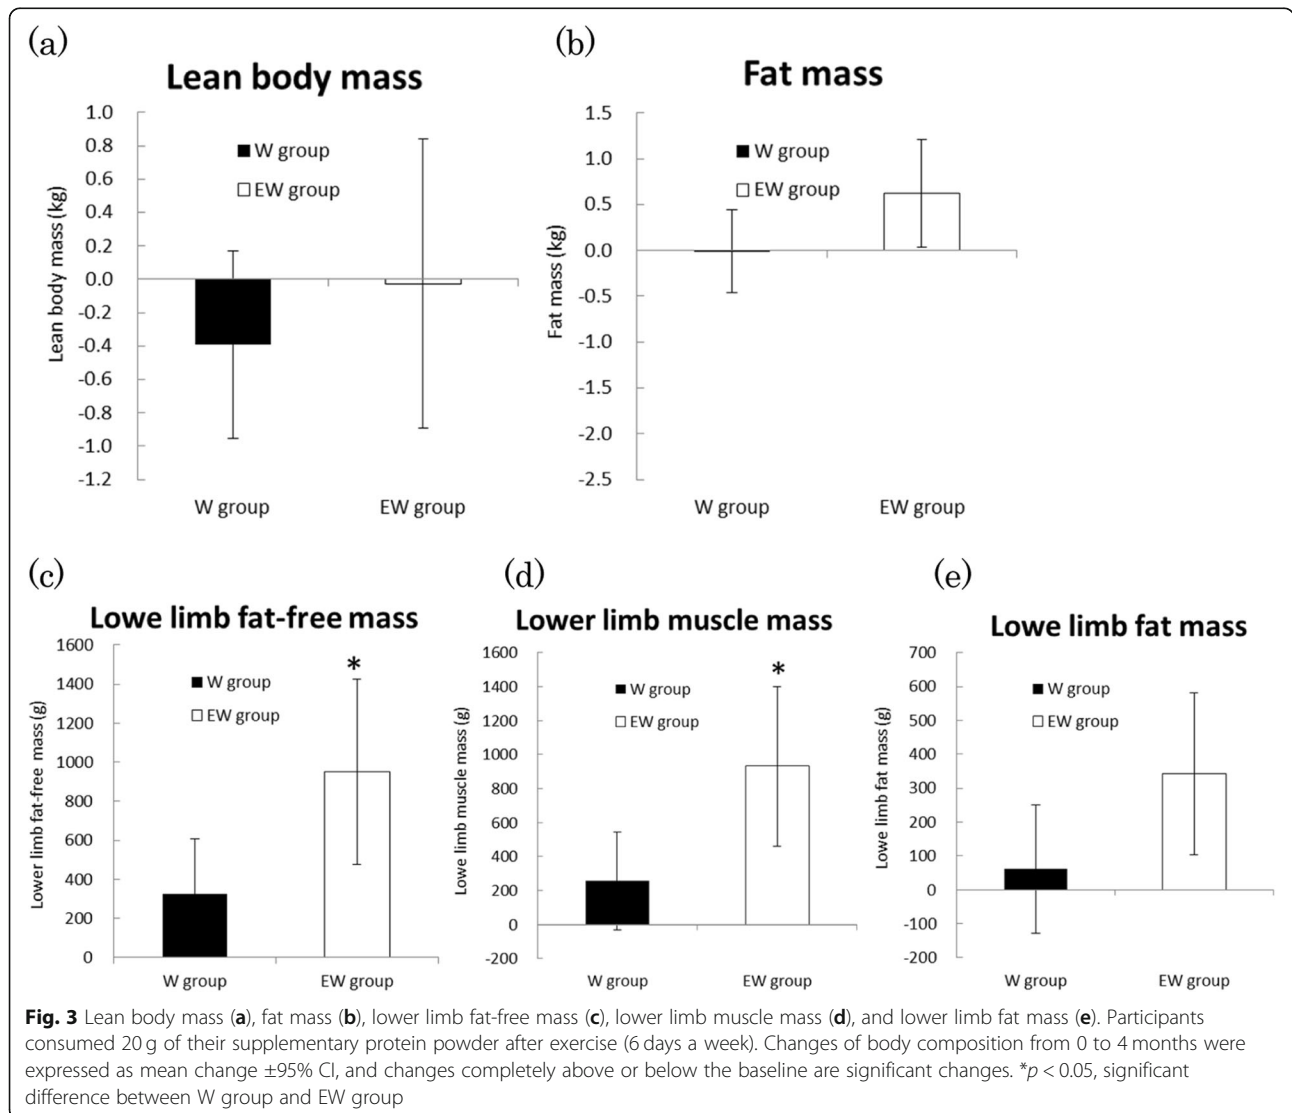 (a)
Lean body mass
1.0
0.8
0.6
0.4
0.2
0.0
-0.2
-0.4
-0.6
-0.8
-1.0
-1.2
Lean body mass (kg)
W group
EW group
W group
EW group
(b)
Fat mass
1.5
1.0
0.5
0.0
-0.5
-1.0
-1.5
-2.0
-2.5
Fat mass (kg)
W group
EW group
W group
EW group
(c)
Lowe limb fat-free mass
1600
1400
1200
1000
800
600
400
200
0
Lower limb fat-free mass (g)
W group
EW group
*
W group
EW group
(d)
Lower limb muscle mass
1600
1400
1200
1000
800
600
400
200
0
-200
Lowe limb muscle mass (g)
W group
EW group
*
W group
EW group
(e)
Lowe limb fat mass
700
600
500
400
300
200
100
0
-100
-200
Lowe limb fat mass (g)
W group
EW group
W group
EW group
Fig. 3 Lean body mass (a), fat mass (b), lower limb fat-free mass (c), lower limb muscle mass (d), and lower limb fat mass (e). Participants
consumed 20 g of their supplementary protein powder after exercise (6 days a week). Changes of body composition from 0 to 4 months were
expressed as mean change ±95% CI, and changes completely above or below the baseline are significant changes. *p < 0.05, significant
difference between W group and EW group